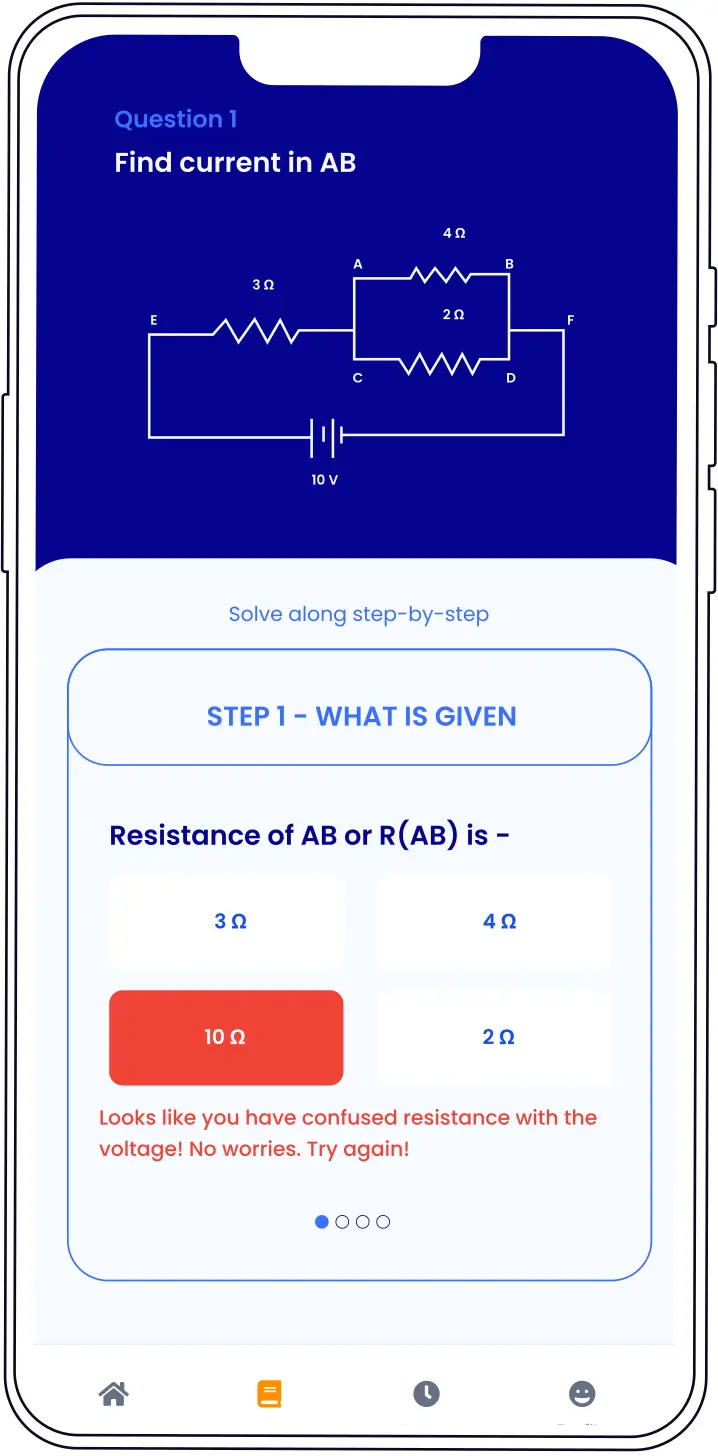 Question 1
Find current in AB
4 Ω
A
B
3 Ω
2 Ω
E
F
C
D
10 V
Solve along step-by-step
STEP 1 - WHAT IS GIVEN
Resistance of AB or R(AB) is -
3 Ω
4 Ω
10 Ω
2 Ω
Looks like you have confused resistance with the
voltage! No worries. Try again!